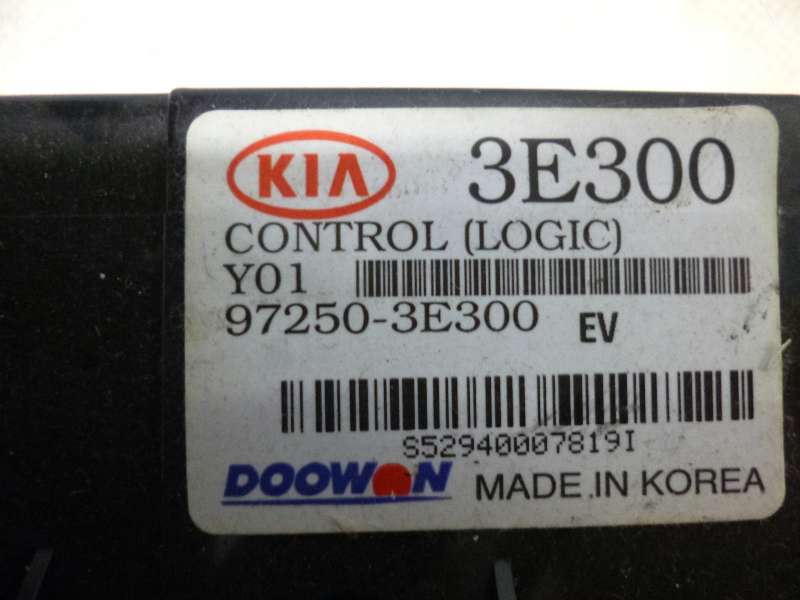 KIA 3E300
CONTROL (LOGIC)
Y01
97250-3E300 EV
S52940007819I
DOOWON MADE IN KOREA